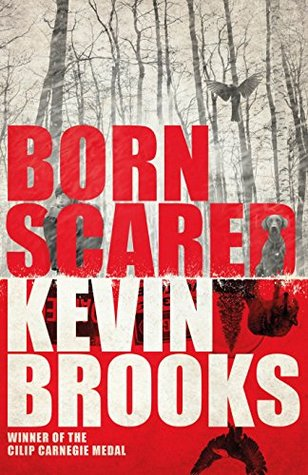 BORN
SCARED
KEVIN
BROOKS
WINNER OF THE
CILIP CARNEGIE MEDAL